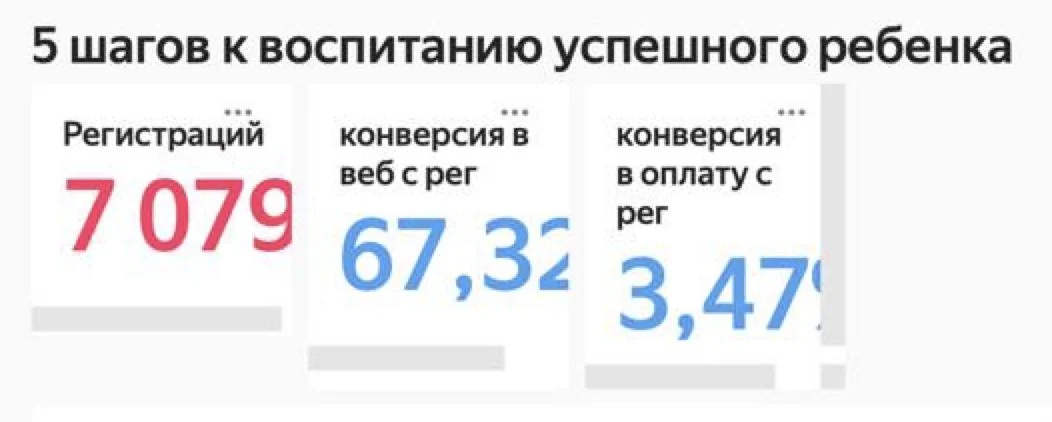 5 шагов к воспитанию успешного ребенка
Регистраций
7 079
конверсия в
веб с рег
67,32
конверсия
в оплату с
рег
3,47%